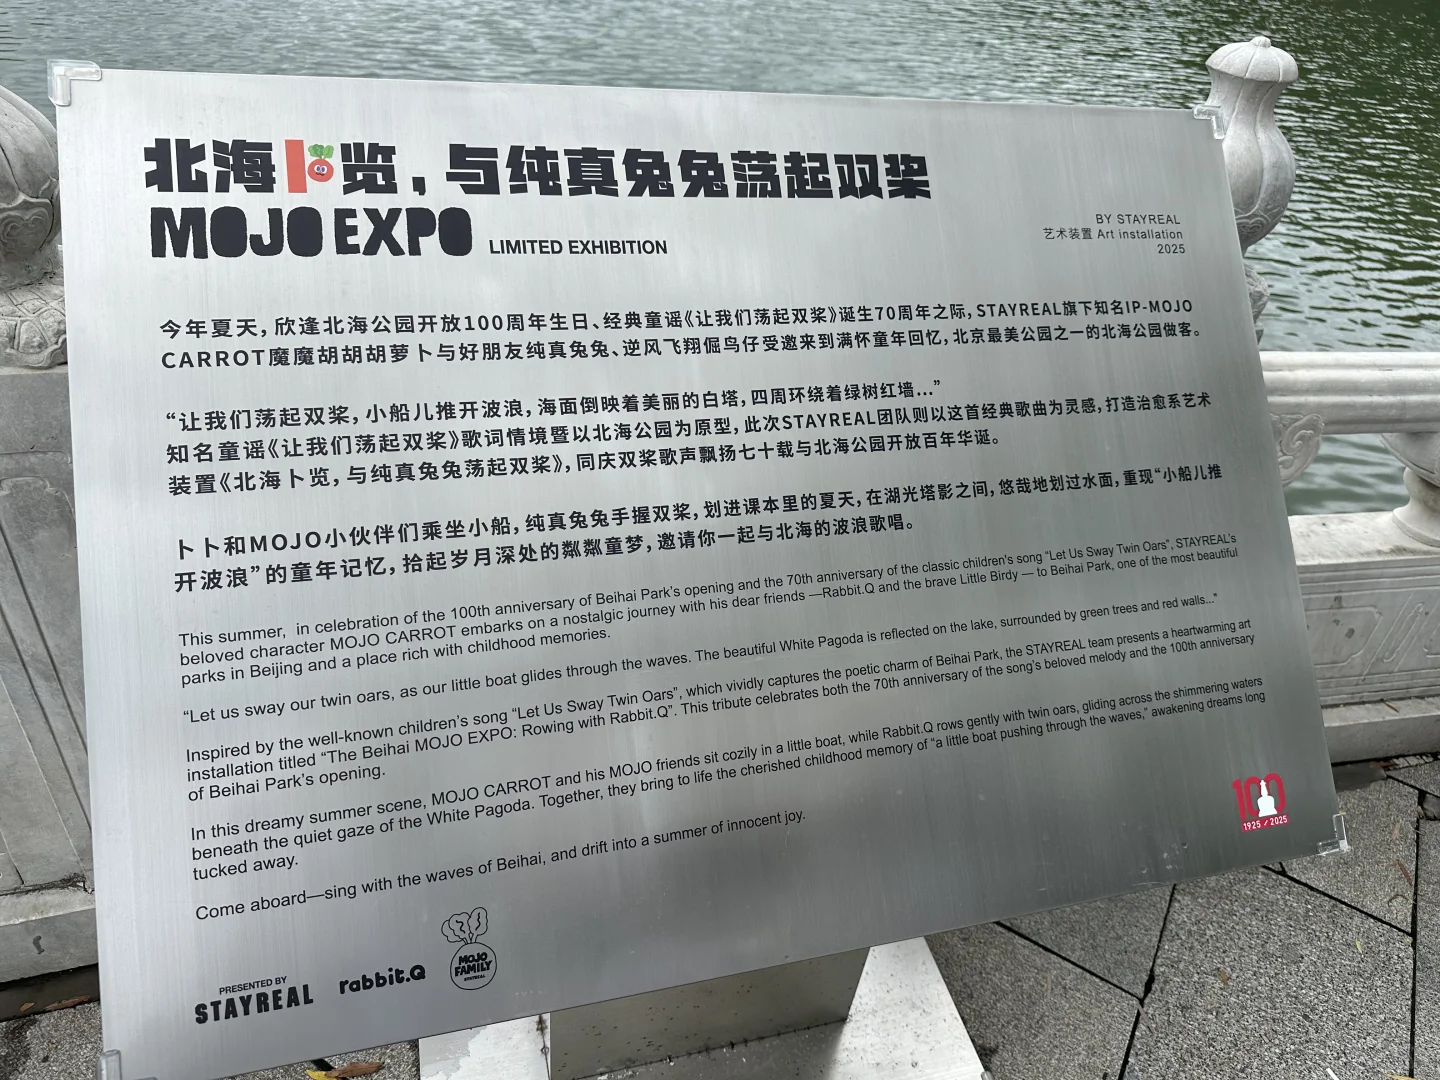 北海卜览，与纯真兔兔荡起双桨
MOJO EXPO LIMITED EXHIBITION
BY STAYREAL
艺术装置 Art installation
2025
今年夏天，欣逢北海公园开放100周年生日、经典童谣《让我们荡起双桨》诞生70周年之际，STAYREAL旗下知名IP-MOJO
CARROT魔魔胡胡胡萝卜与好朋友纯真兔兔、逆风飞翔倔鸟仔受邀来到满怀童年回忆，北京最美公园之一的北海公园做客。
“让我们荡起双桨，小船儿推开波浪，海面倒映着美丽的白塔，四周环绕着绿树红墙...”
知名童谣《让我们荡起双桨》歌词情境暨以北海公园为原型，此次STAYREAL团队则以这首经典歌曲为灵感，打造治愈系艺术
装置《北海卜览，与纯真兔兔荡起双桨》，同庆双桨歌声飘扬七十载与北海公园开放百年华诞。
卜卜和MOJO小伙伴们乘坐小船，纯真兔兔手握双桨，划进课本里的夏天，在湖光塔影之间，悠哉地划过水面，重现“小船儿推
开波浪”的童年记忆，拾起岁月深处的粼粼童梦，邀请你一起与北海的波浪歌唱。
This summer, in celebration of the 100th anniversary of Beihai Park's opening and the 70th anniversary of the classic children's song “Let Us Sway Twin Oars”, STAYREAL's
beloved character MOJO CARROT embarks on a nostalgic journey with his dear friends —Rabbit.Q and the brave Little Birdy — to Beihai Park, one of the most beautiful
parks in Beijing and a place rich with childhood memories.
“Let us sway our twin oars, as our little boat glides through the waves. The beautiful White Pagoda is reflected on the lake, surrounded by green trees and red walls...”
Inspired by the well-known children's song “Let Us Sway Twin Oars”, which vividly captures the poetic charm of Beihai Park, the STAYREAL team presents a heartwarming art
installation titled “The Beihai MOJO EXPO: Rowing with Rabbit.Q”. This tribute celebrates both the 70th anniversary of the song's beloved melody and the 100th anniversary
of Beihai Park's opening.
In this dreamy summer scene, MOJO CARROT and his MOJO friends sit cozily in a little boat, while Rabbit.Q rows gently with twin oars, gliding across the shimmering waters
beneath the quiet gaze of the White Pagoda. Together, they bring to life the cherished childhood memory of “a little boat pushing through the waves,” awakening dreams long
tucked away.
Come aboard—sing with the waves of Beihai, and drift into a summer of innocent joy.
100
1925 / 2025
PRESENTED BY
STAYREAL
rabbit.Q
MOJO
FAMILY